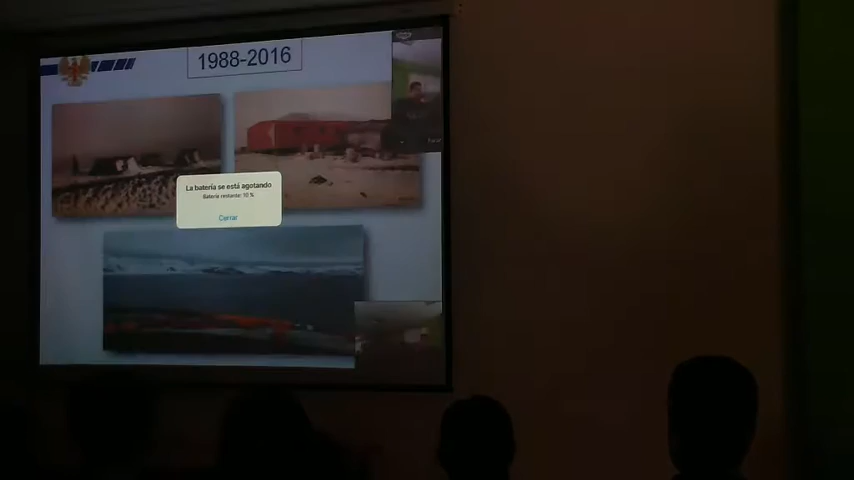 1988-2016
La batería se está agotando
Batería restante: 10 %
Cerrar